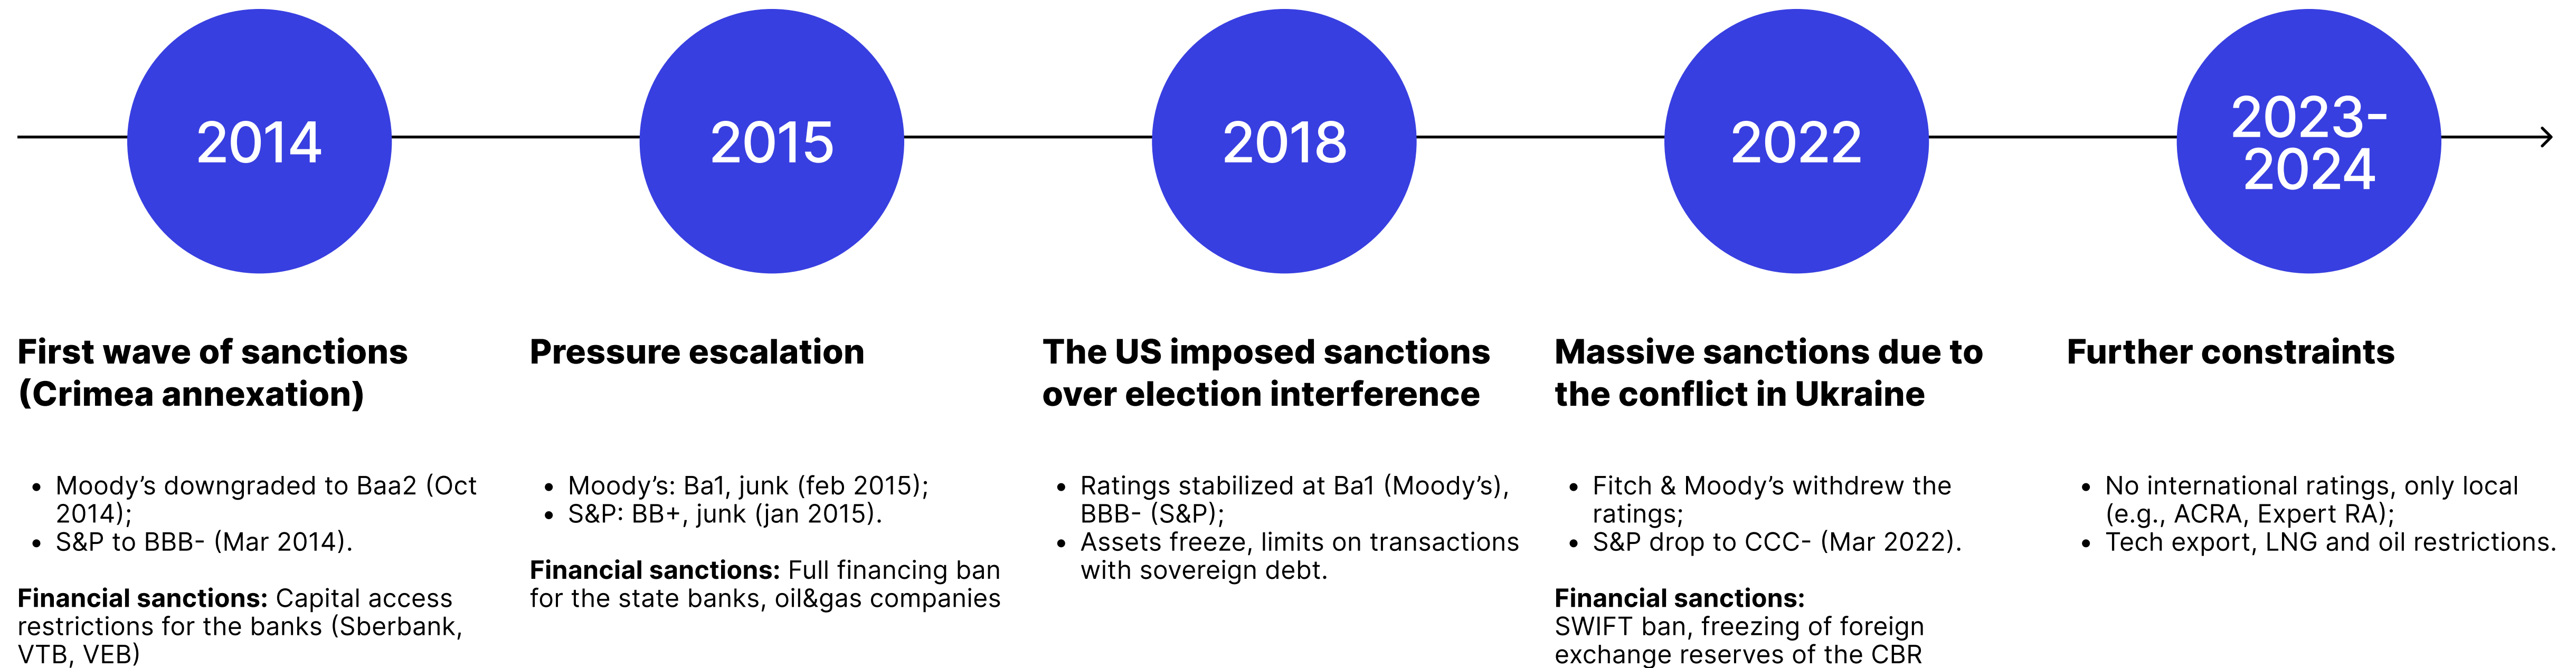 2014
2015
2018
2022
2023-
2024
First wave of sanctions
(Crimea annexation)
• Moody’s downgraded to Baa2 (Oct
2014);
• S&P to BBB- (Mar 2014).
Financial sanctions: Capital access
restrictions for the banks (Sberbank,
VTB, VEB)
Pressure escalation
• Moody’s: Ba1, junk (feb 2015);
• S&P: BB+, junk (jan 2015).
Financial sanctions: Full financing ban
for the state banks, oil&gas companies
The US imposed sanctions
over election interference
• Ratings stabilized at Ba1 (Moody’s),
BBB- (S&P);
• Assets freeze, limits on transactions
with sovereign debt.
Massive sanctions due to
the conflict in Ukraine
• Fitch & Moody’s withdrew the
ratings;
• S&P drop to CCC- (Mar 2022).
Financial sanctions:
SWIFT ban, freezing of foreign
exchange reserves of the CBR
Further constraints
• No international ratings, only local
(e.g., ACRA, Expert RA);
• Tech export, LNG and oil restrictions.